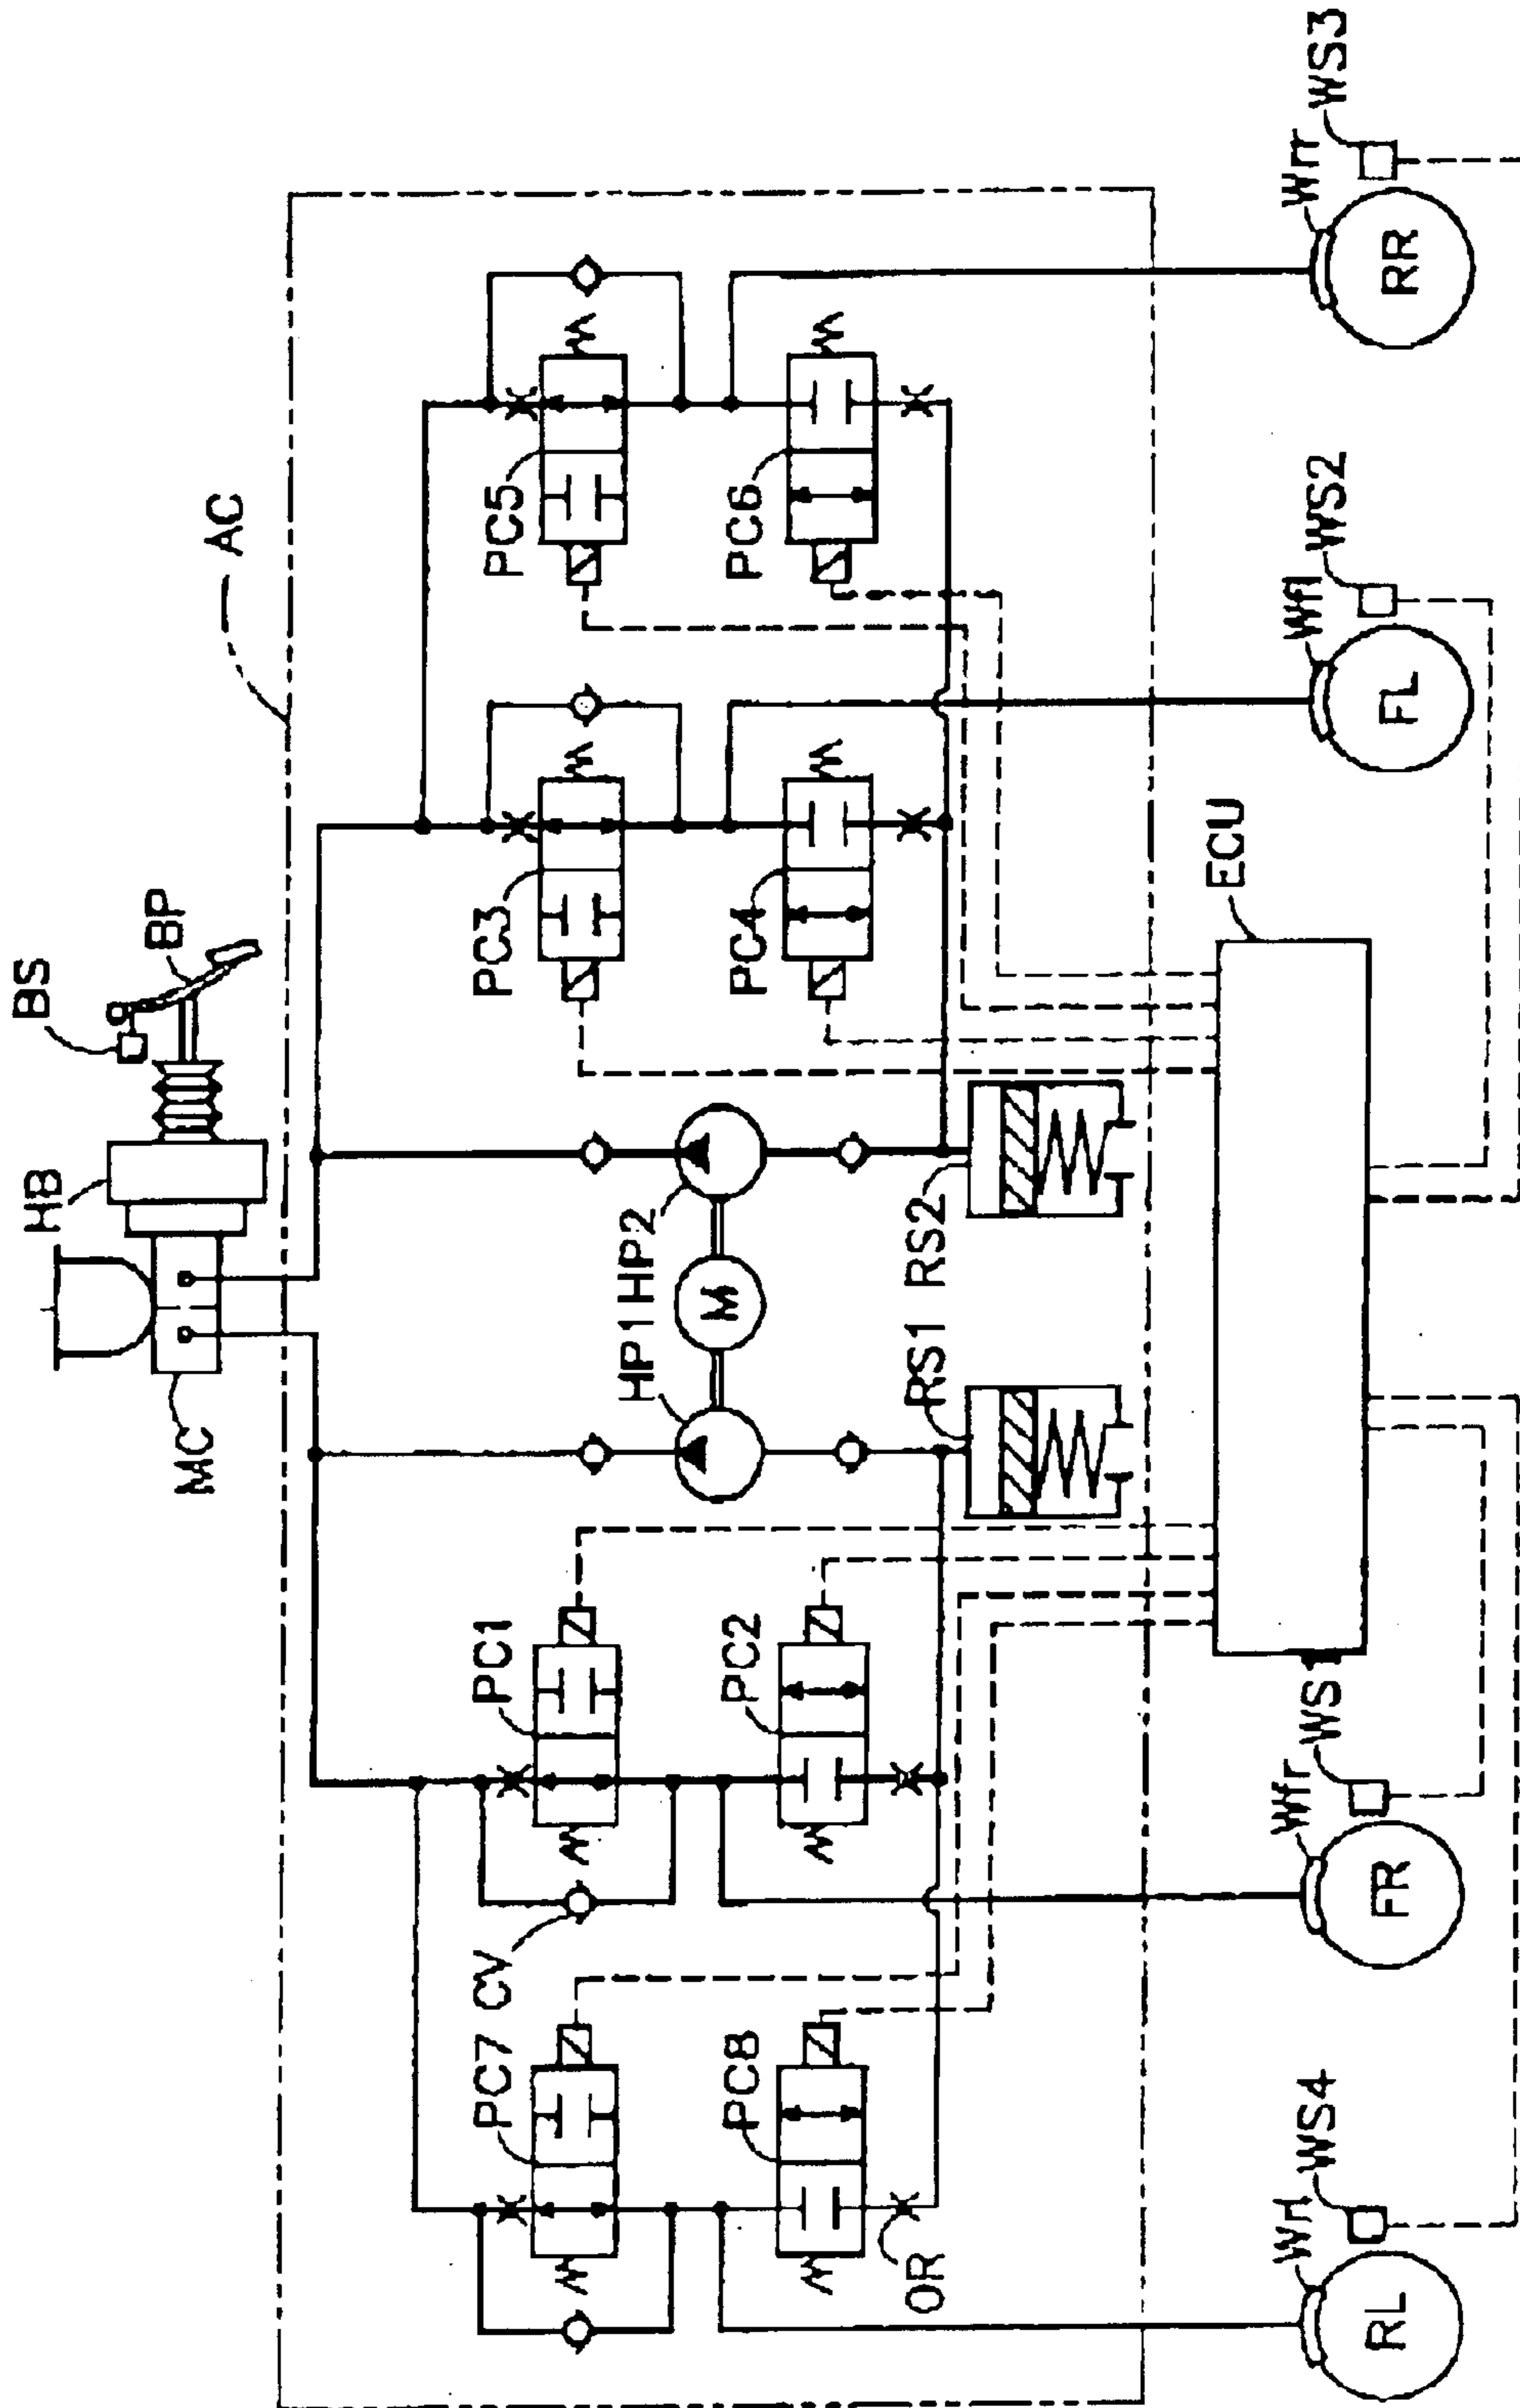 BS
BP
HB
MC
AC
PC5
PC6
PC3
PC4
HP1
HP2
M
RS1
RS2
PC1
PC2
CV
PC7
PC8
OR
ECU
WS3
Wrr
RR
WS2
Wfl
FL
WS
Wfr
FR
WS4
Wrl
RL